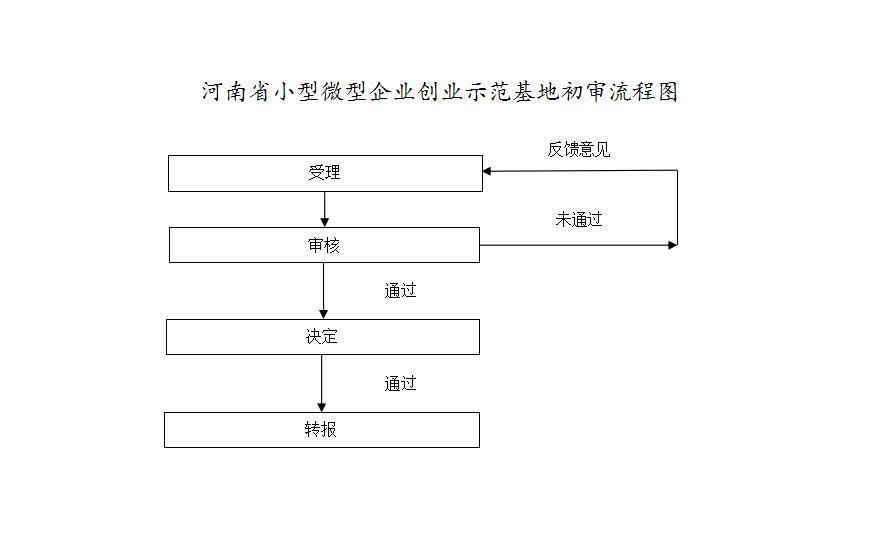 河南省小型微型企业创业示范基地初审流程图
反馈意见
受理
未通过
审核
通过
决定
通过
转报